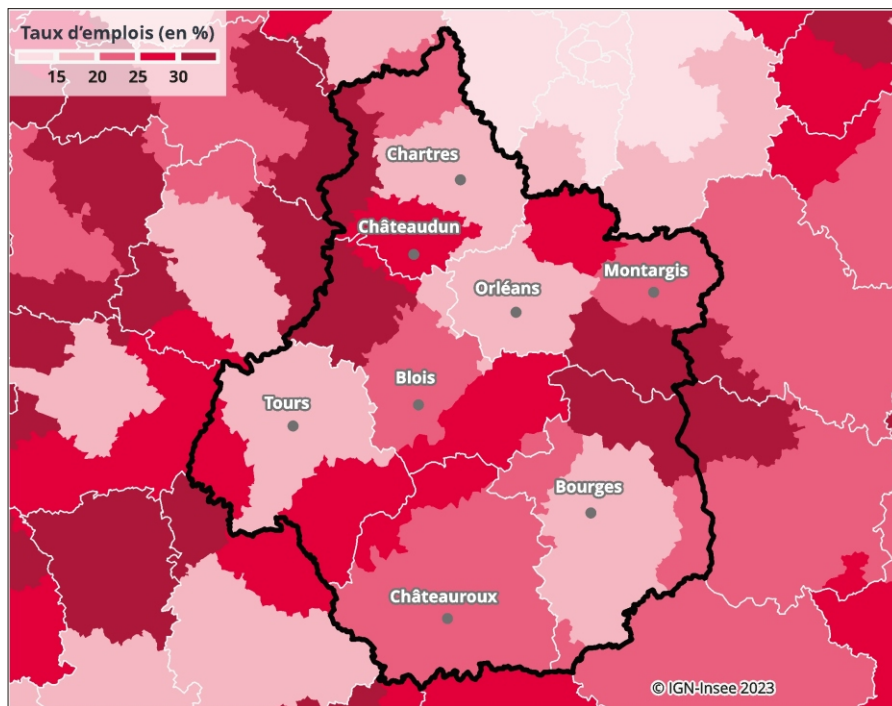 Taux d'emplois (en %)
15 20 25 30
Chartres
Châteaudun
Montargis
Orléans
Blois
Tours
Bourges
Châteauroux
© IGN-Insee 2023